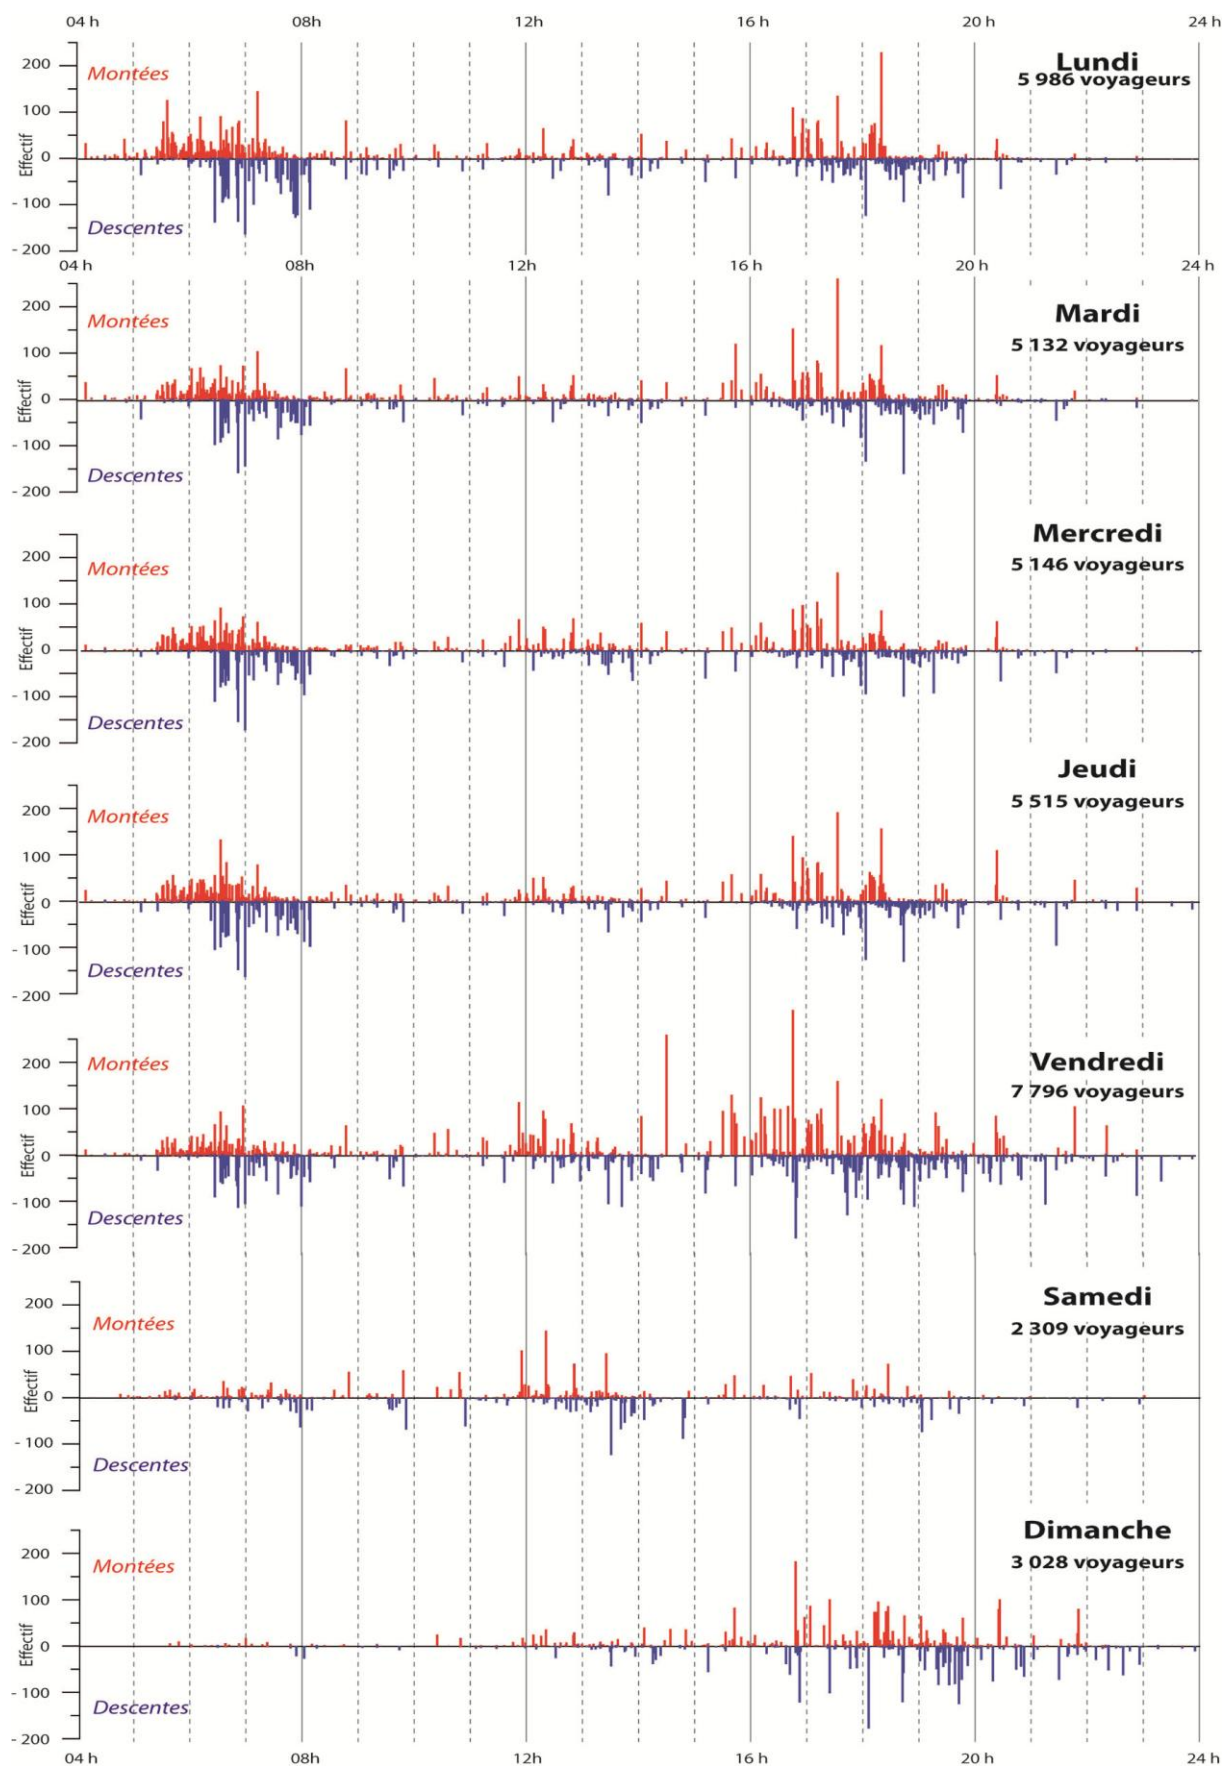 04 h 08h 12h 16 h 20 h 24 h
Lundi
5 986 voyageurs
200
Montées
100
Effectif
0
- 100
Descentes
- 200
04 h 08h 12h 16 h 20 h 24 h
Mardi
5 132 voyageurs
200
Montées
100
Effectif
0
- 100
Descentes
- 200
Mercredi
5 146 voyageurs
200
Montées
100
Effectif
0
- 100
Descentes
- 200
Jeudi
5 515 voyageurs
200
Montées
100
Effectif
0
- 100
Descentes
- 200
Vendredi
7 796 voyageurs
200
Montées
100
Effectif
0
- 100
Descentes
- 200
Samedi
2 309 voyageurs
200
Montées
100
Effectif
0
- 100
Descentes
- 200
Dimanche
3 028 voyageurs
200
Montées
100
Effectif
0
- 100
Descentes
- 200
04 h 08h 12h 16 h 20 h 24 h